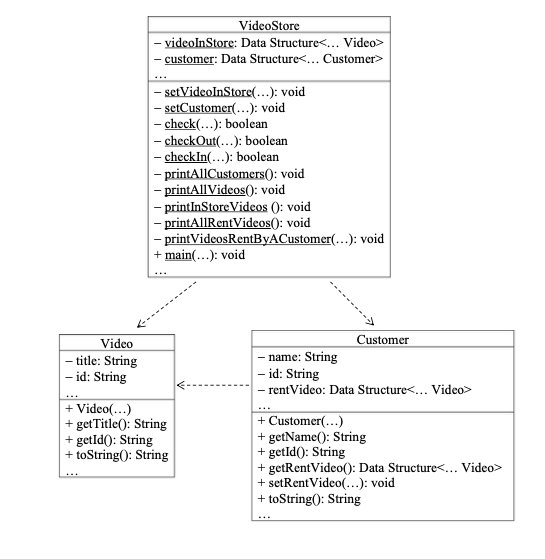 VideoStore
– videoInStore: Data Structure<… Video>
– customer: Data Structure<… Customer>
…
– setVideoInStore(…): void
– setCustomer(…): void
– check(…): boolean
– checkOut(…): boolean
– checkIn(…): boolean
– printAllCustomers(): void
– printAllVideos(): void
– printInStoreVideos (): void
– printAllRentVideos(): void
– printVideosRentByACustomer(…): void
+ main(…): void
…
Video
– title: String
– id: String
…
+ Video(…)
+ getTitle(): String
+ getId(): String
+ toString(): String
…
Customer
– name: String
– id: String
– rentVideo: Data Structure<… Video>
…
+ Customer(…)
+ getName(): String
+ getId(): String
+ getRentVideo(): Data Structure<… Video>
+ setRentVideo(…): void
+ toString(): String
…